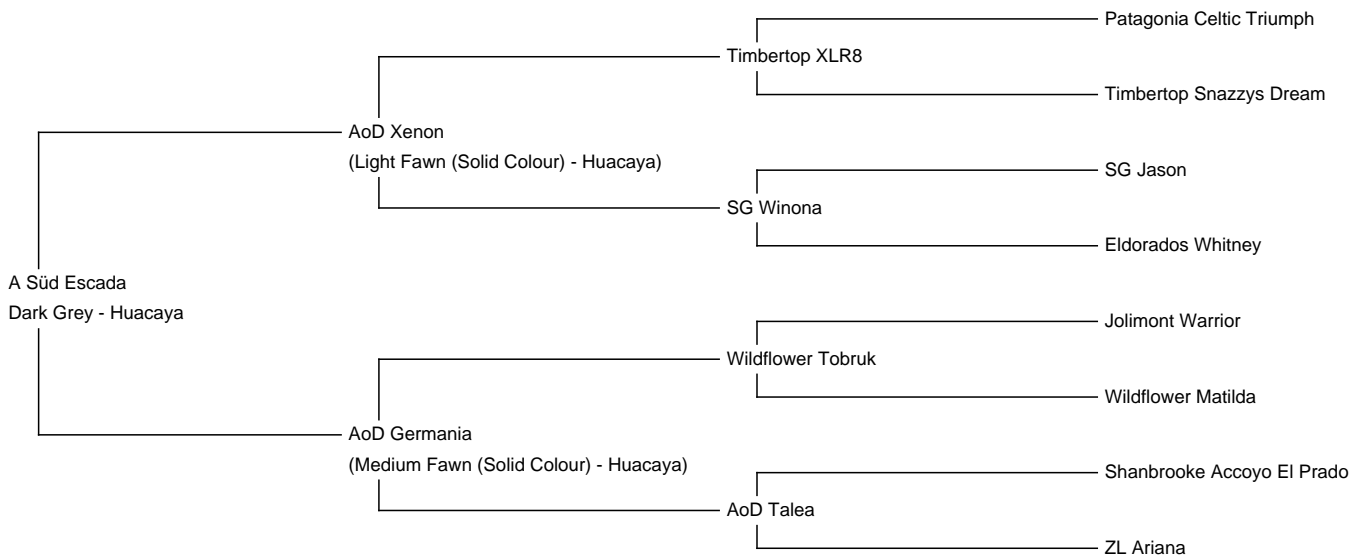 Patagonia Celtic Triumph
Timbertop XLR8
Timbertop Snazzys Dream
AoD Xenon
(Light Fawn (Solid Colour) - Huacaya)
SG Jason
SG Winona
Eldorados Whitney
A Süd Escada
Dark Grey - Huacaya
Jolimont Warrior
Wildflower Tobruk
Wildflower Matilda
AoD Germania
(Medium Fawn (Solid Colour) - Huacaya)
Shanbrooke Accoyo El Prado
AoD Talea
ZL Ariana